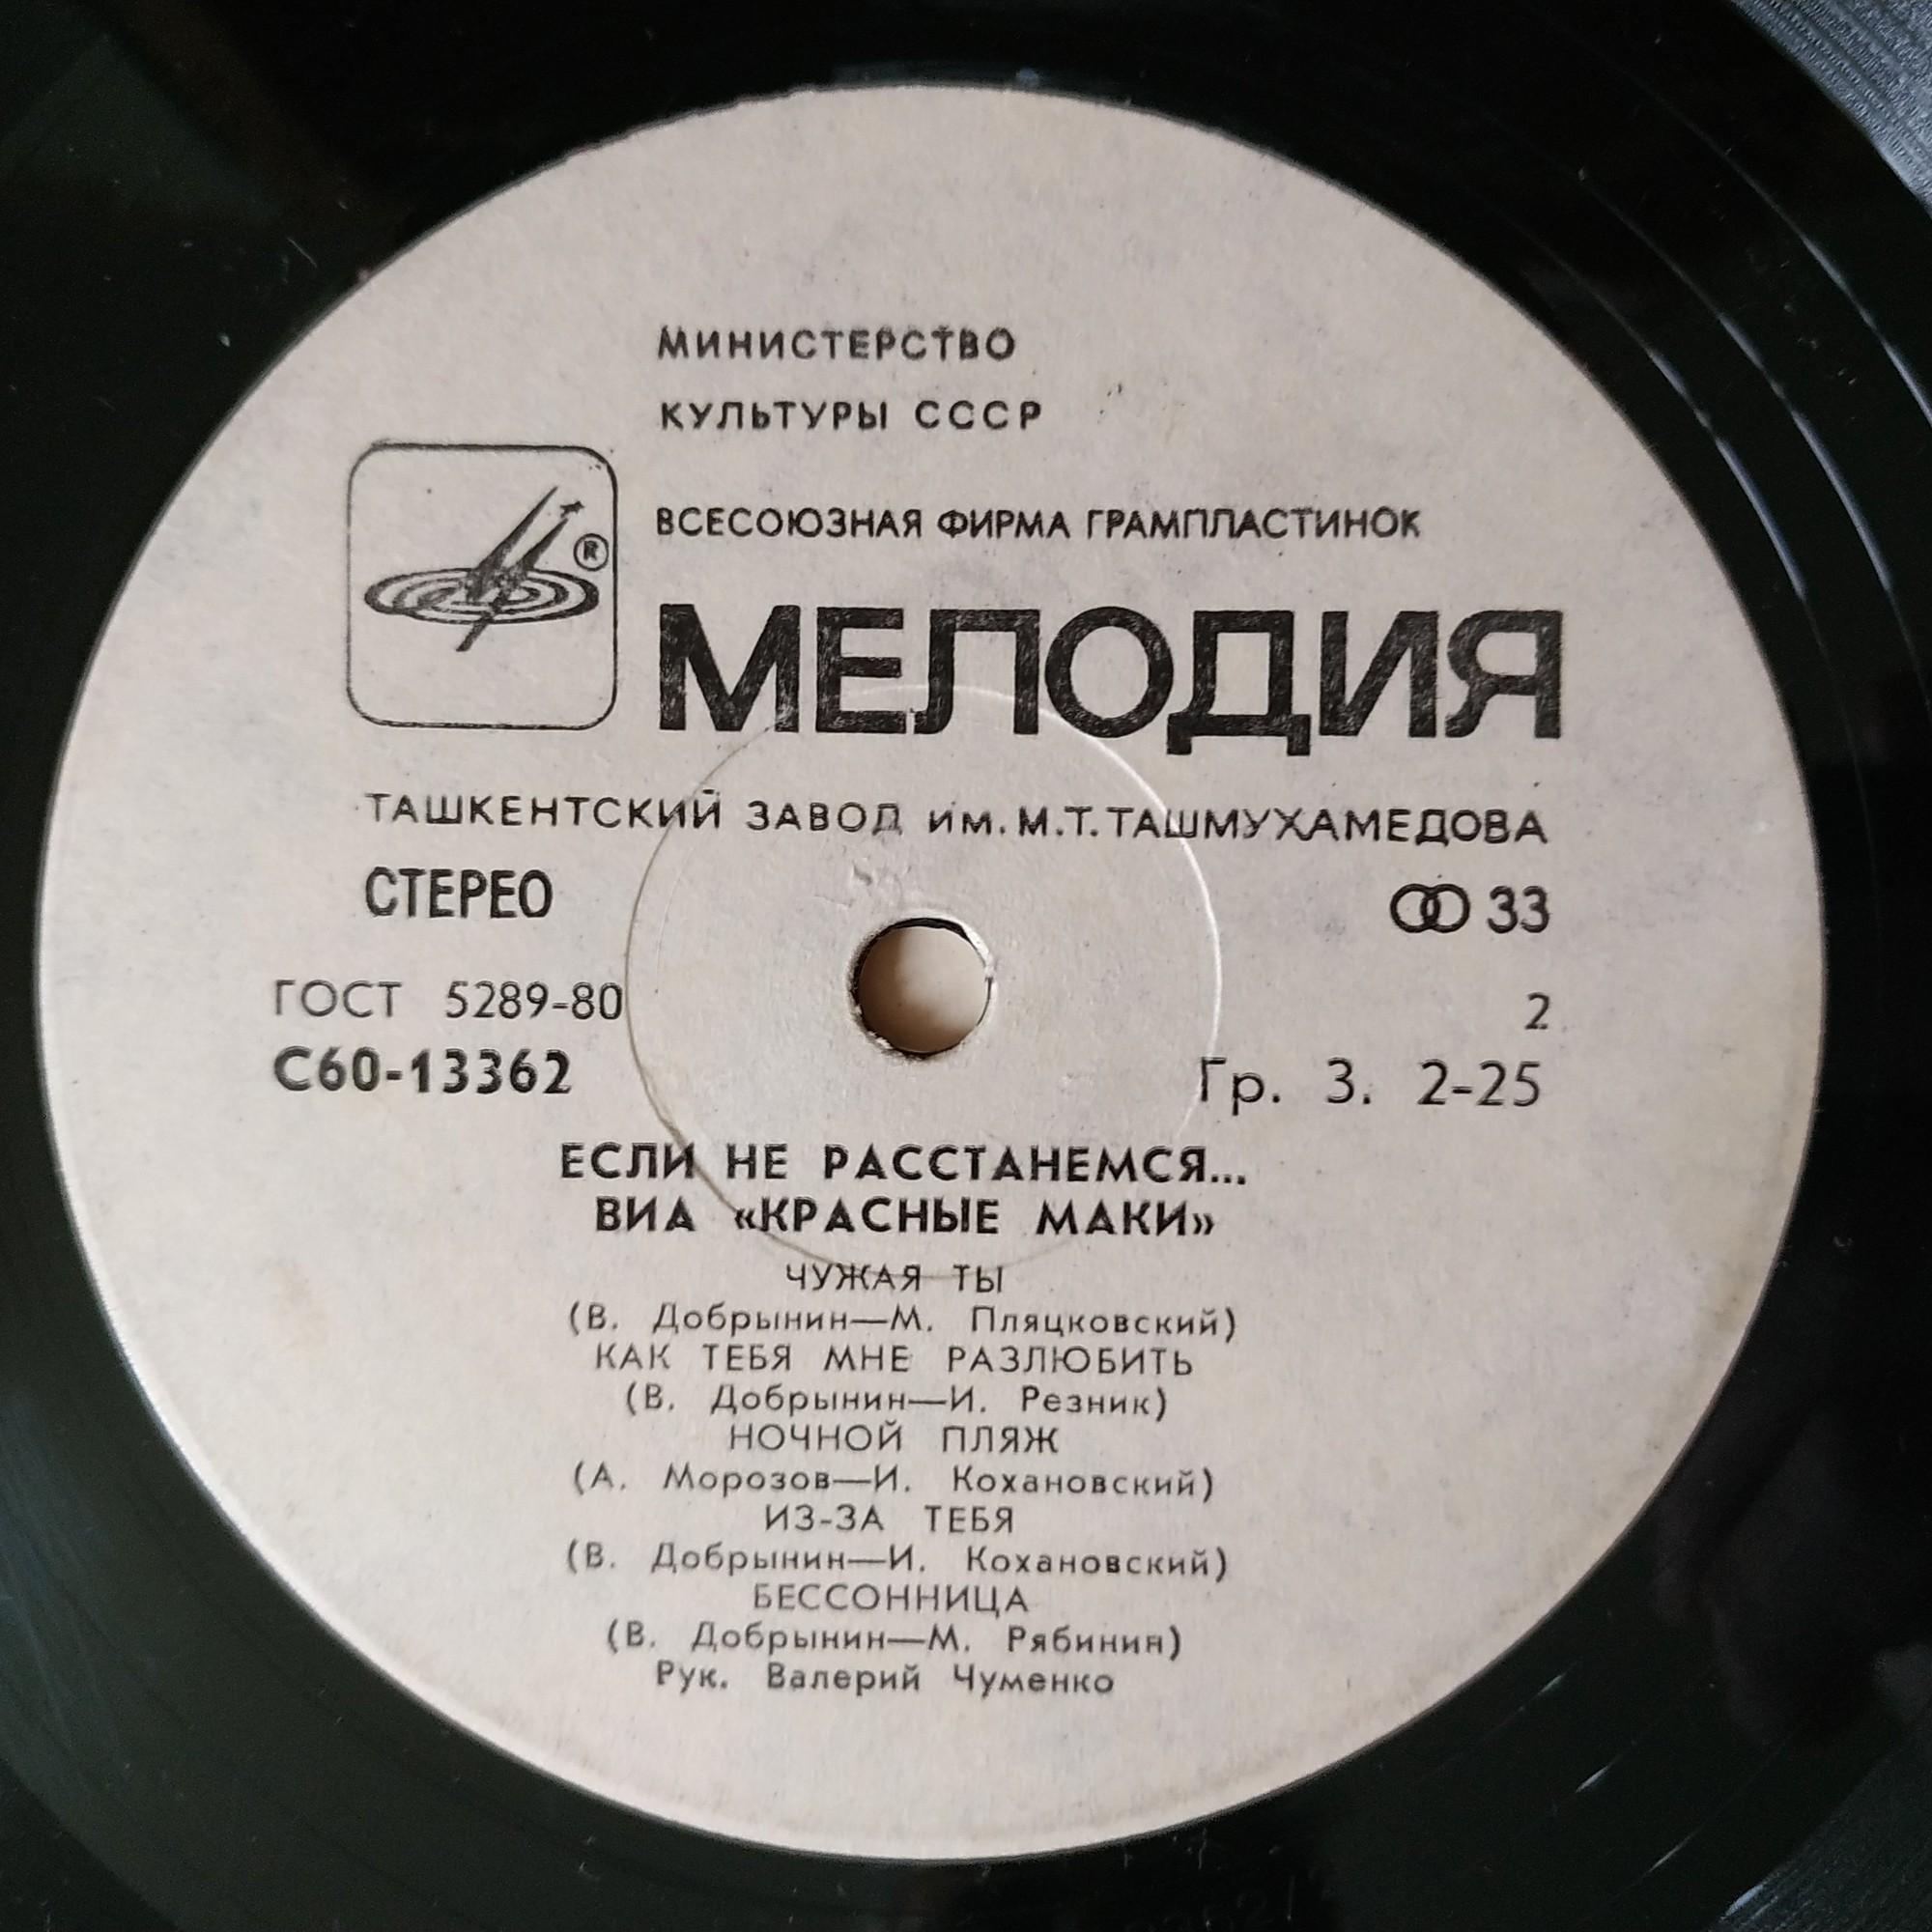 МИНИСТЕРСТВО
КУЛЬТУРЫ СССР
ВСЕСОЮЗНАЯ ФИРМА ГРАМПЛАСТИНОК
®
МЕЛОДИЯ
ТАШКЕНТСКИЙ ЗАВОД им. М.Т. ТАШМУХАМЕДОВА
СТЕРЕО 33
ГОСТ 5289-80 2
С60-13362 Гр. 3. 2-25
ЕСЛИ НЕ РАССТАНЕМСЯ...
ВИА «КРАСНЫЕ МАКИ»
ЧУЖАЯ ТЫ
(В. Добрынин—М. Пляцковский)
КАК ТЕБЯ МНЕ РАЗЛЮБИТЬ
(В. Добрынин—И. Резник)
НОЧНОЙ ПЛЯЖ
(А. Морозов—И. Кохановский)
ИЗ-ЗА ТЕБЯ
(В. Добрынин—И. Кохановский)
БЕССОННИЦА
(В. Добрынин—М. Рябинин)
Рук. Валерий Чуменко